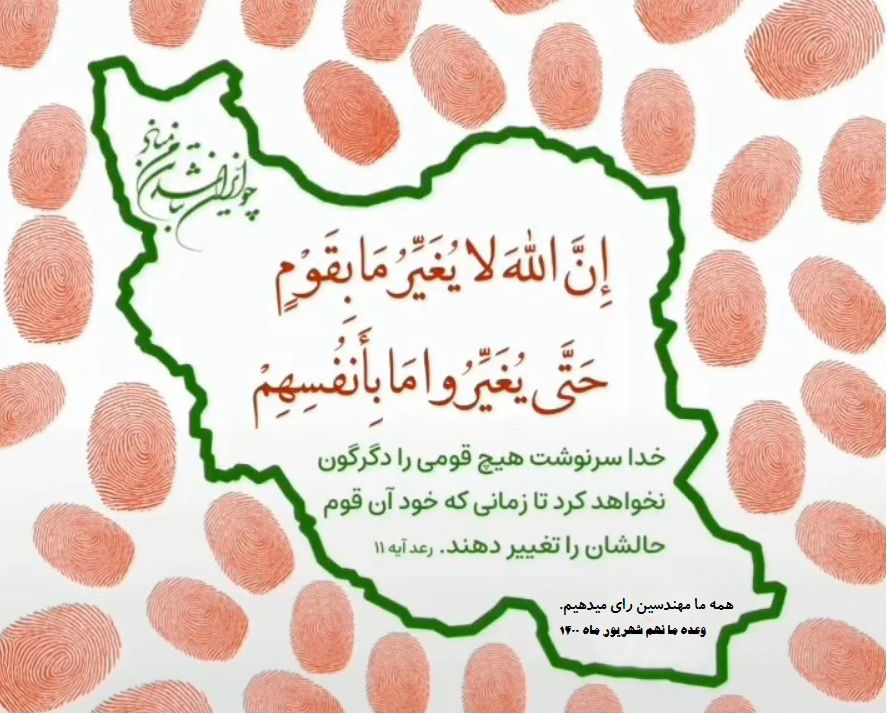 چو ایران نباشد تن من مباد
إِنَّ اللهَ لا يُغَيِّرُ مَا بِقَوْمٍ
حَتَّى يُغَيِّرُوا مَا بِأَنفُسِهِمْ
خدا سرنوشت هیچ قومی را دگرگون
نخواهد کرد تا زمانی که خود آن قوم
حالشان را تغییر دهند. رعد آیه ۱۱
همه ما مهندسین رای میدهیم.
وعده ما نهم شهریور ماه ۱۴۰۰